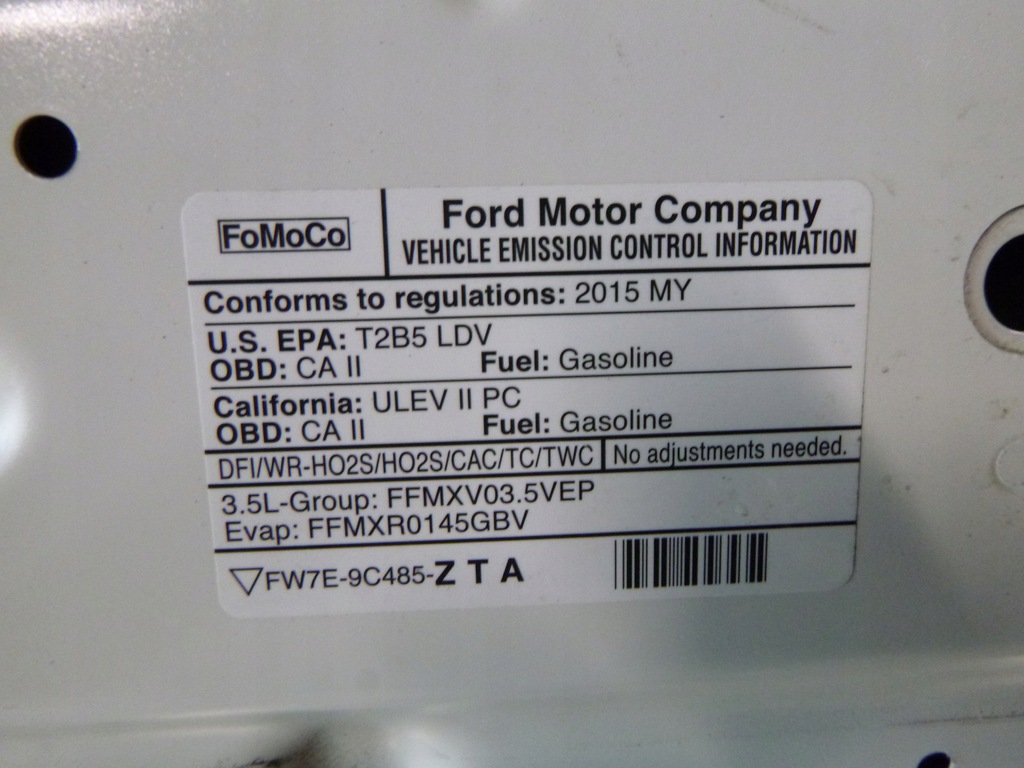 FoMoCo
Ford Motor Company
VEHICLE EMISSION CONTROL INFORMATION
Conforms to regulations: 2015 MY
U.S. EPA: T2B5 LDV
OBD: CA II Fuel: Gasoline
California: ULEV II PC
OBD: CA II Fuel: Gasoline
DFI/WR-HO2S/HO2S/CAC/TC/TWC No adjustments needed.
3.5L-Group: FFMXV03.5VEP
Evap: FFMXR0145GBV
FW7E-9C485-Z T A